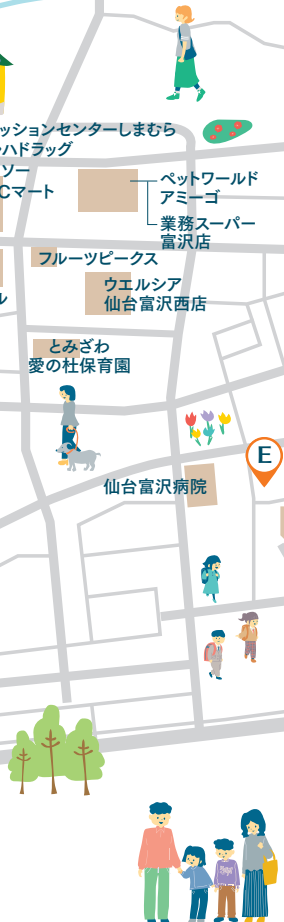 ッションセンターしまむら
ハドラッグ
ソー
Cマート
ペットワールド
アミーゴ
業務スーパー
富沢店
フルーツピークス
ウエルシア
仙台富沢西店
ル
とみざわ
愛の杜保育園
E
仙台富沢病院